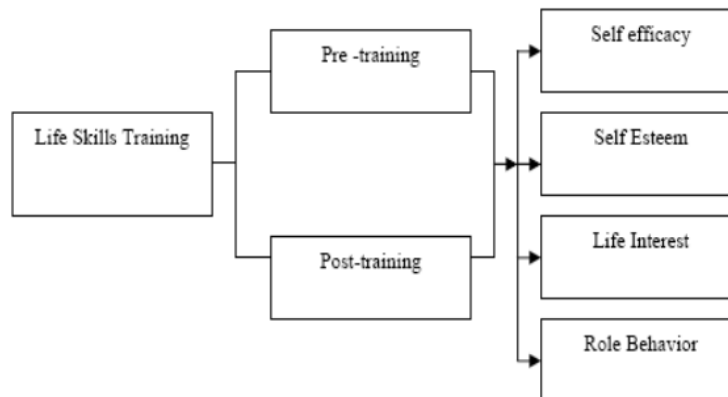 Self efficacy
Pre -training
Life Skills Training
Self Esteem
Life Interest
Post-training
Role Behavior